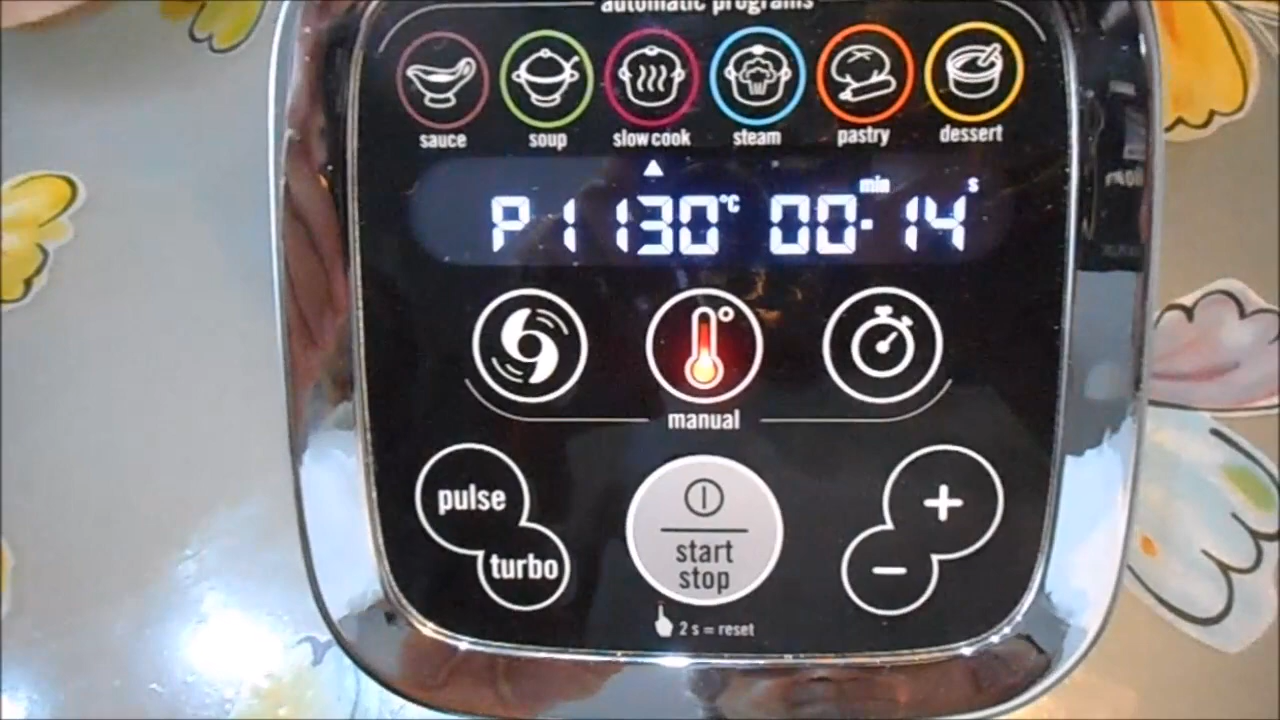 automatic programs
sauce soup slow cook steam pastry dessert
min s
P1 130°C 00-14
manual
pulse
turbo
start
stop
+
−
2 s = reset